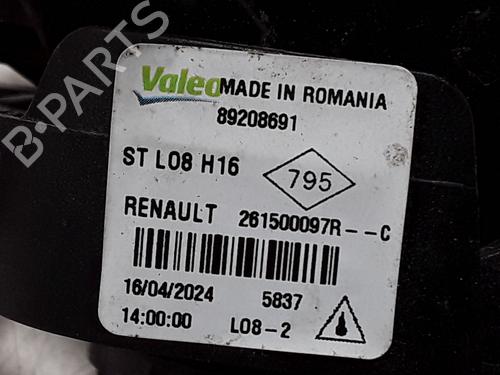 B-PARTS
Valeo MADE IN ROMANIA
89208691
ST L08 H16 795
RENAULT 261500097R--C
16/04/2024 5837
14:00:00 L08-2